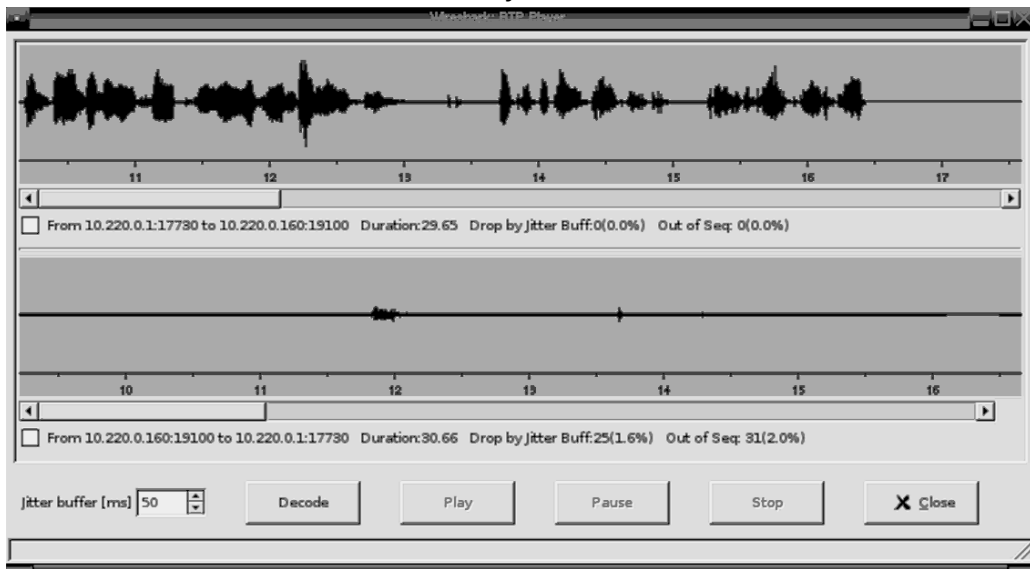 Wireshark: RTP Player
11 12 13 14 15 16 17
From 10.220.0.1:17730 to 10.220.0.160:19100 Duration:29.65 Drop by Jitter Buff:0(0.0%) Out of Seq: 0(0.0%)
10 11 12 13 14 15 16
From 10.220.0.160:19100 to 10.220.0.1:17730 Duration:30.66 Drop by Jitter Buff:25(1.6%) Out of Seq: 31(2.0%)
Jitter buffer [ms] 50 Decode Play Pause Stop Close